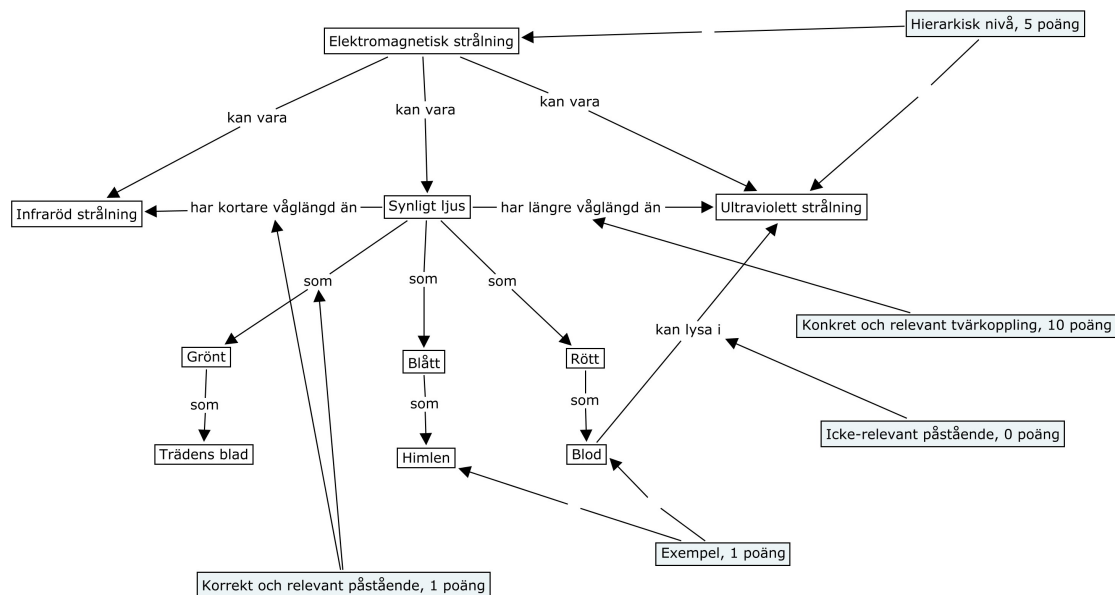 Hierarkisk nivå, 5 poäng
Elektromagnetisk strålning
kan vara
kan vara
kan vara
Infraröd strålning
har kortare våglängd än
Synligt ljus
har längre våglängd än
Ultraviolett strålning
som
som
som
Konkret och relevant tvärkoppling, 10 poäng
kan lysa i
Grönt
Blått
Rött
som
som
som
Icke-relevant påstående, 0 poäng
Trädens blad
Himlen
Blod
Exempel, 1 poäng
Korrekt och relevant påstående, 1 poäng